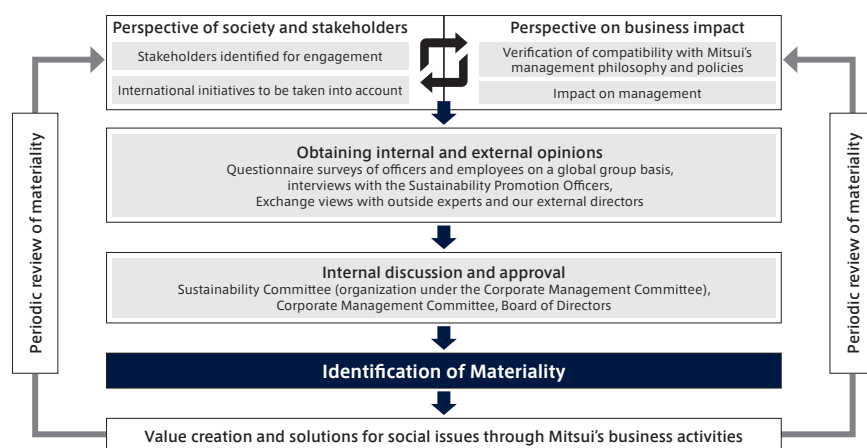 Perspective of society and stakeholders
Stakeholders identified for engagement
International initiatives to be taken into account
Perspective on business impact
Verification of compatibility with Mitsui's
management philosophy and policies
Impact on management
Obtaining internal and external opinions
Questionnaire surveys of officers and employees on a global group basis,
interviews with the Sustainability Promotion Officers,
Exchange views with outside experts and our external directors
Internal discussion and approval
Sustainability Committee (organization under the Corporate Management Committee),
Corporate Management Committee, Board of Directors
Identification of Materiality
Value creation and solutions for social issues through Mitsui's business activities
Periodic review of materiality
Periodic review of materiality